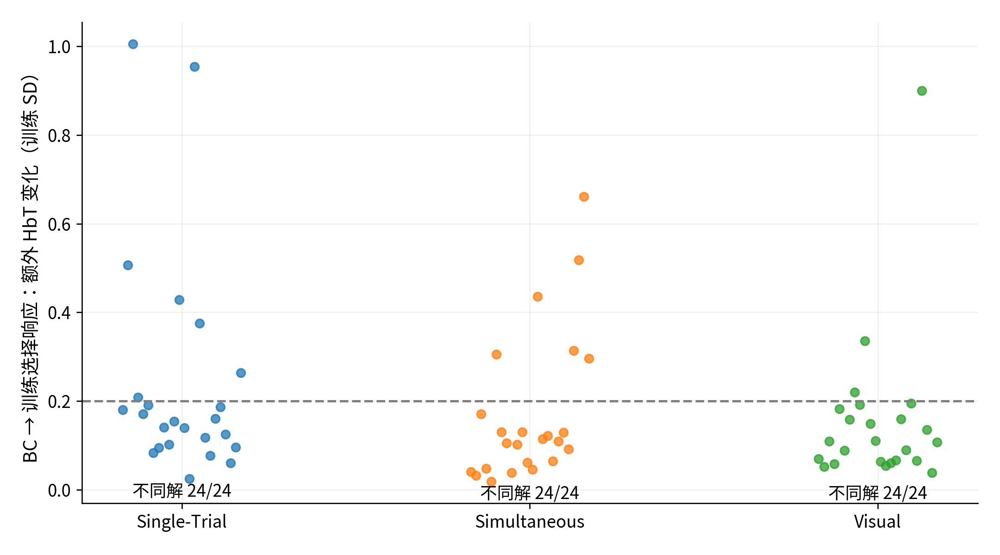 BC → 训练选择响应：额外 HbT 变化（训练 SD）
1.0
0.8
0.6
0.4
0.2
0.0
不同解 24/24
不同解 24/24
不同解 24/24
Single-Trial
Simultaneous
Visual